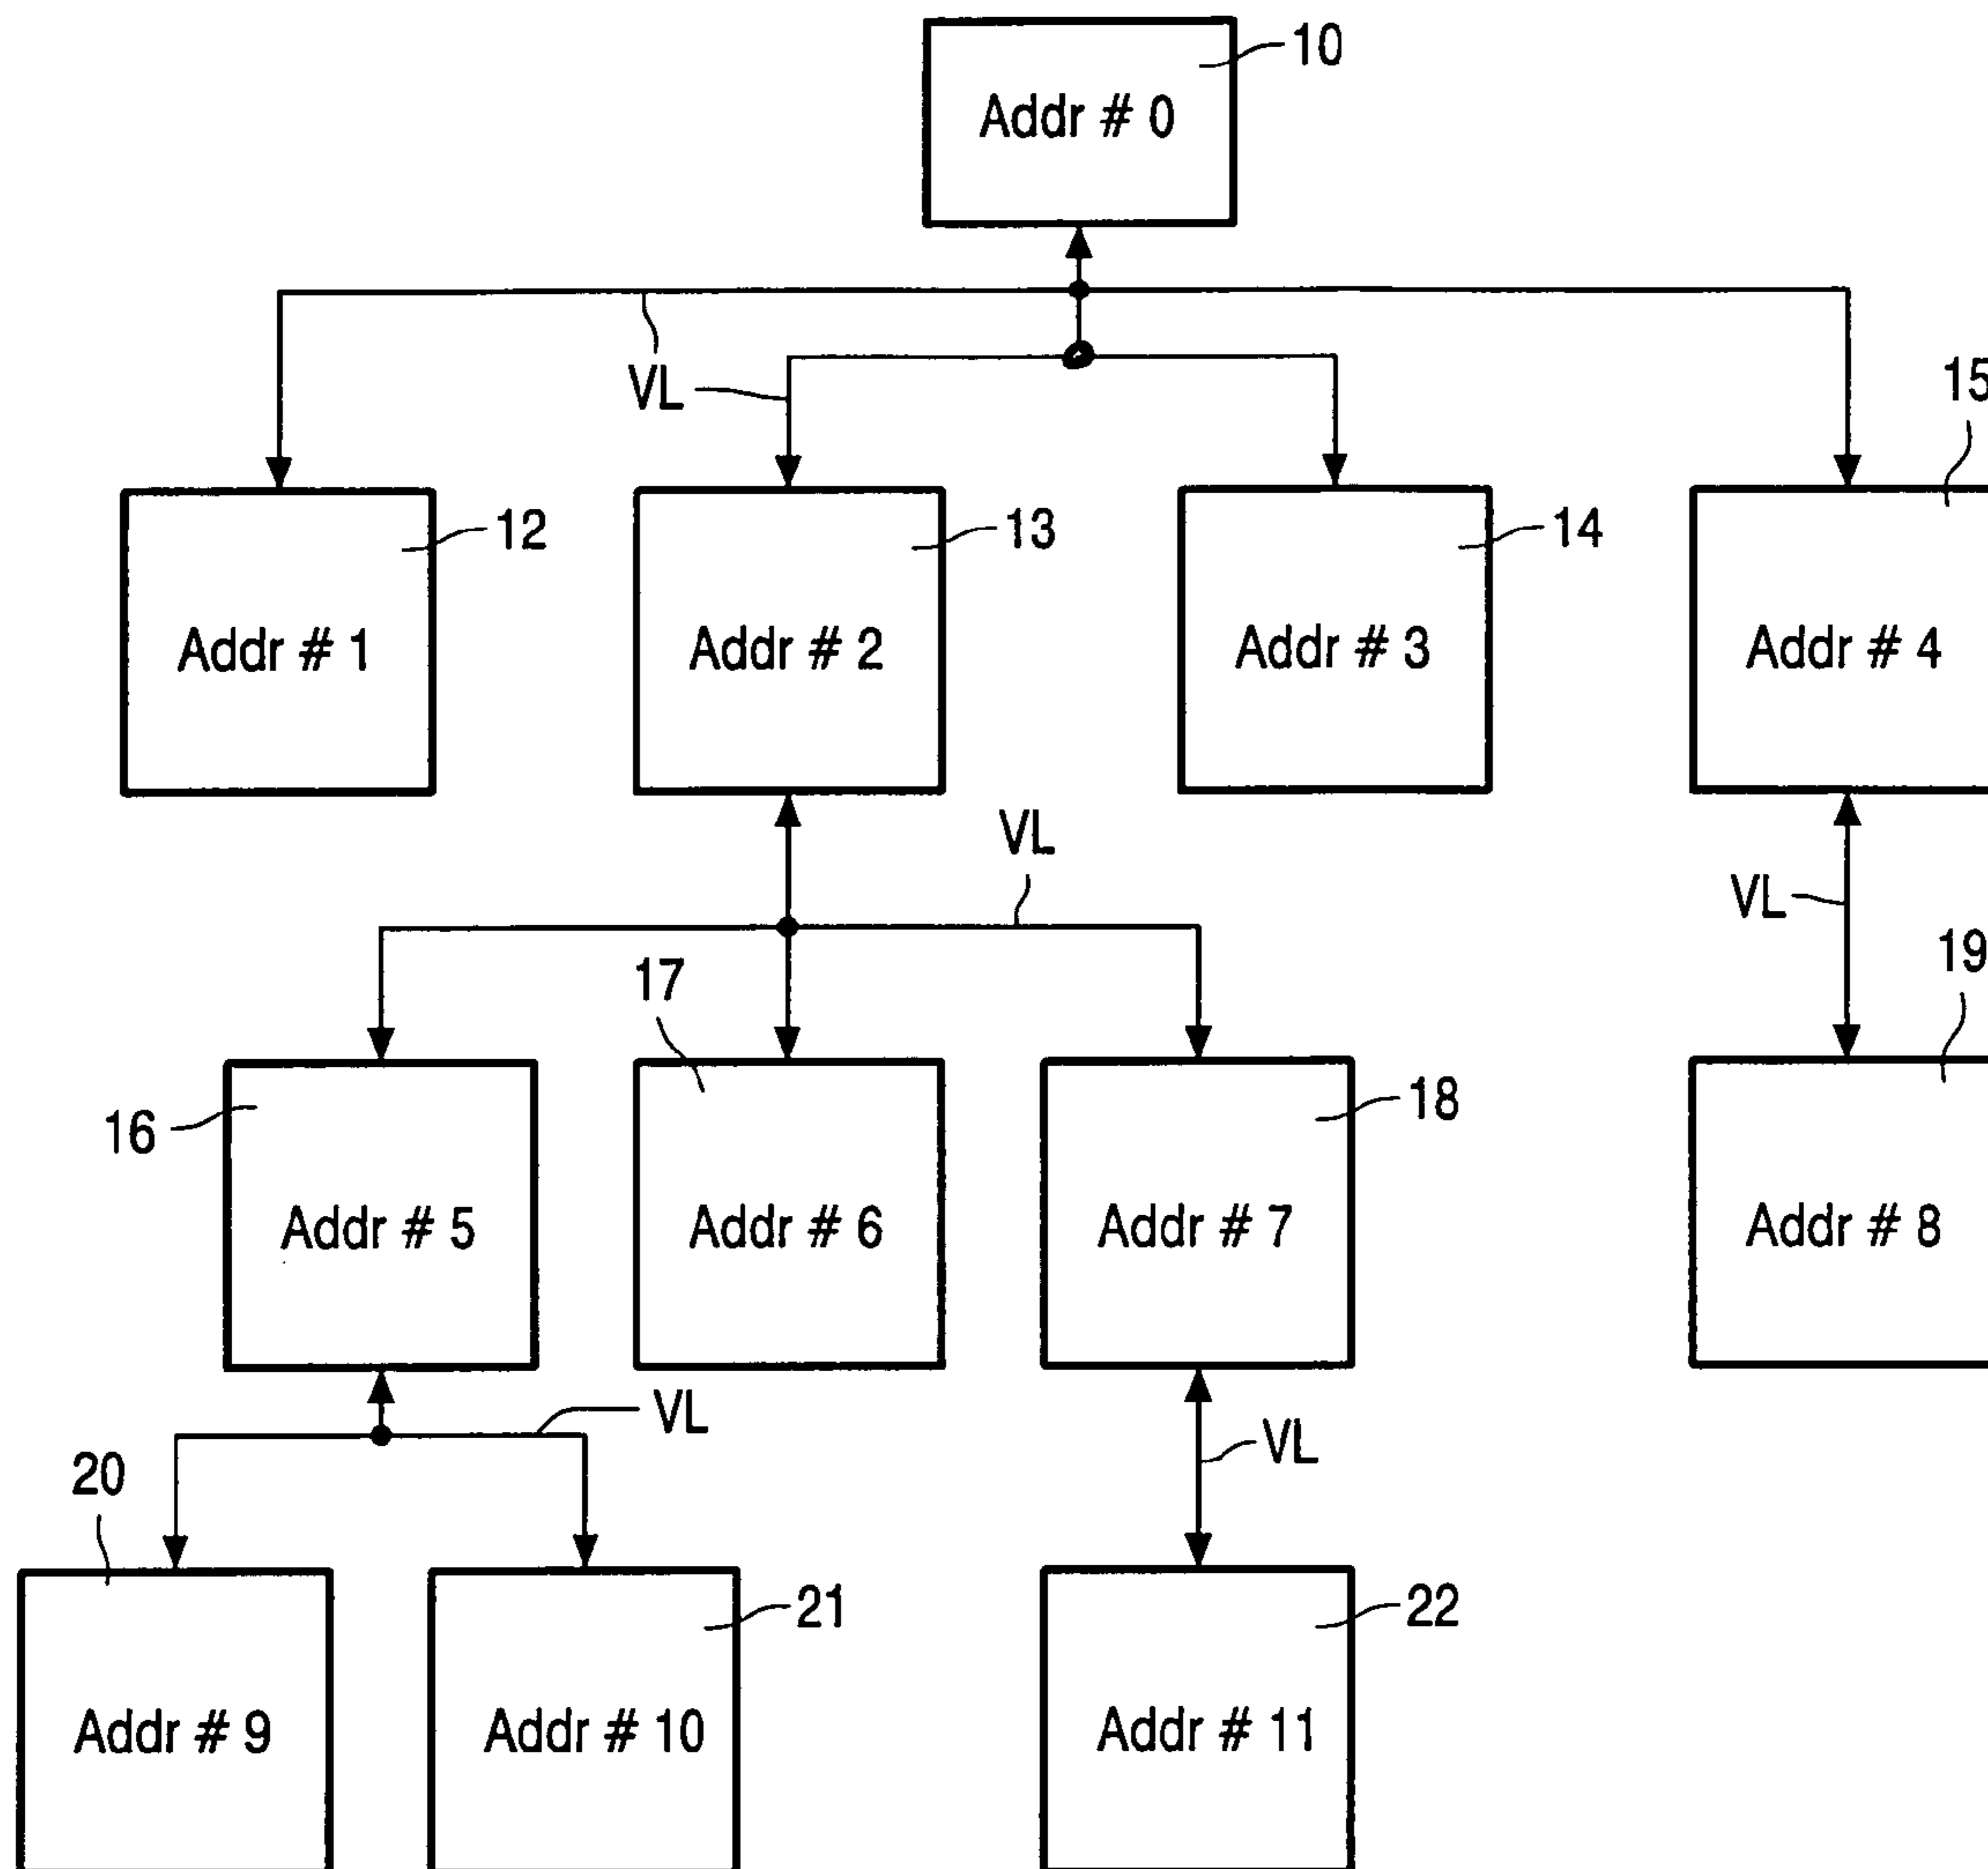 10
Addr # 0
VL
15
12
13
14
Addr # 1
Addr # 2
Addr # 3
Addr # 4
VL
VL
17
19
16
18
Addr # 5
Addr # 6
Addr # 7
Addr # 8
VL
VL
20
21
22
Addr # 9
Addr # 10
Addr # 11